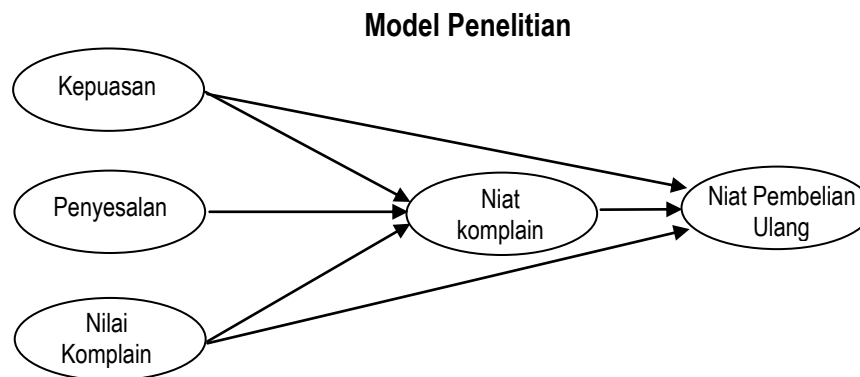 Model Penelitian
Kepuasan
Penyesalan
Niat
komplain
Niat Pembelian
Ulang
Nilai
Komplain